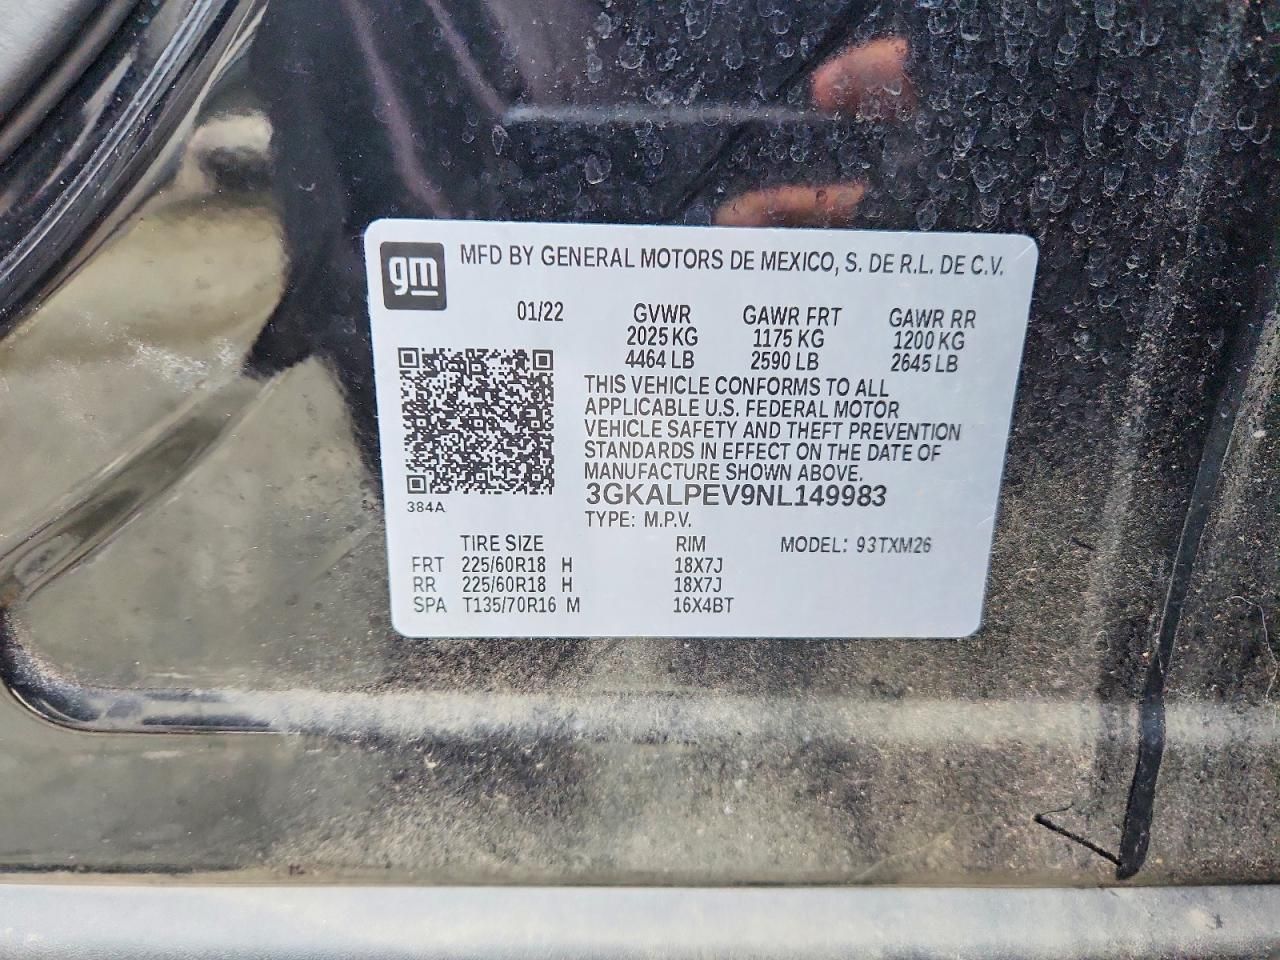 gm MFD BY GENERAL MOTORS DE MEXICO, S. DE R.L. DE C.V.
01/22 GVWR GAWR FRT GAWR RR
2025 KG 1175 KG 1200 KG
4464 LB 2590 LB 2645 LB
THIS VEHICLE CONFORMS TO ALL
APPLICABLE U.S. FEDERAL MOTOR
VEHICLE SAFETY AND THEFT PREVENTION
STANDARDS IN EFFECT ON THE DATE OF
MANUFACTURE SHOWN ABOVE.
3GKALPEV9NL149983
384A
TYPE: M.P.V.
TIRE SIZE RIM MODEL: 93TXM26
FRT 225/60R18 H 18X7J
RR 225/60R18 H 18X7J
SPA T135/70R16 M 16X4BT